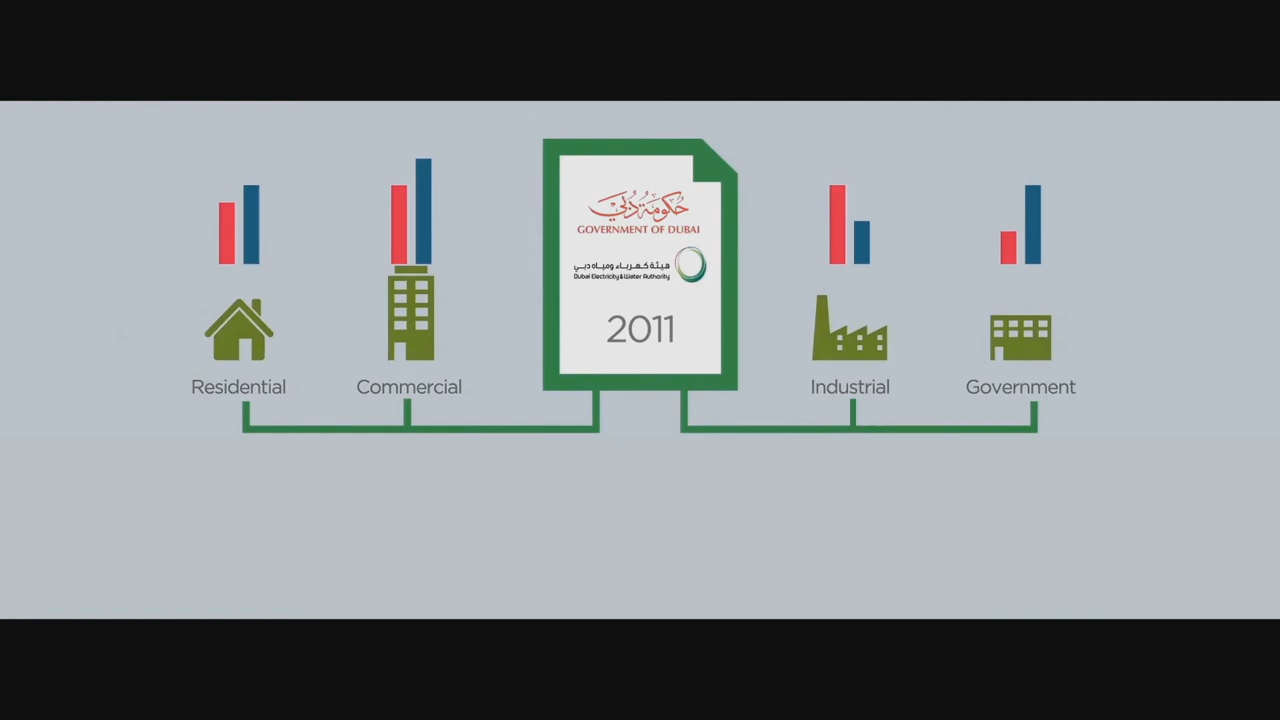 حكومة دبي
GOVERNMENT OF DUBAI
هيئة كهرباء ومياه دبي
Dubai Electricity & Water Authority
2011
Residential
Commercial
Industrial
Government